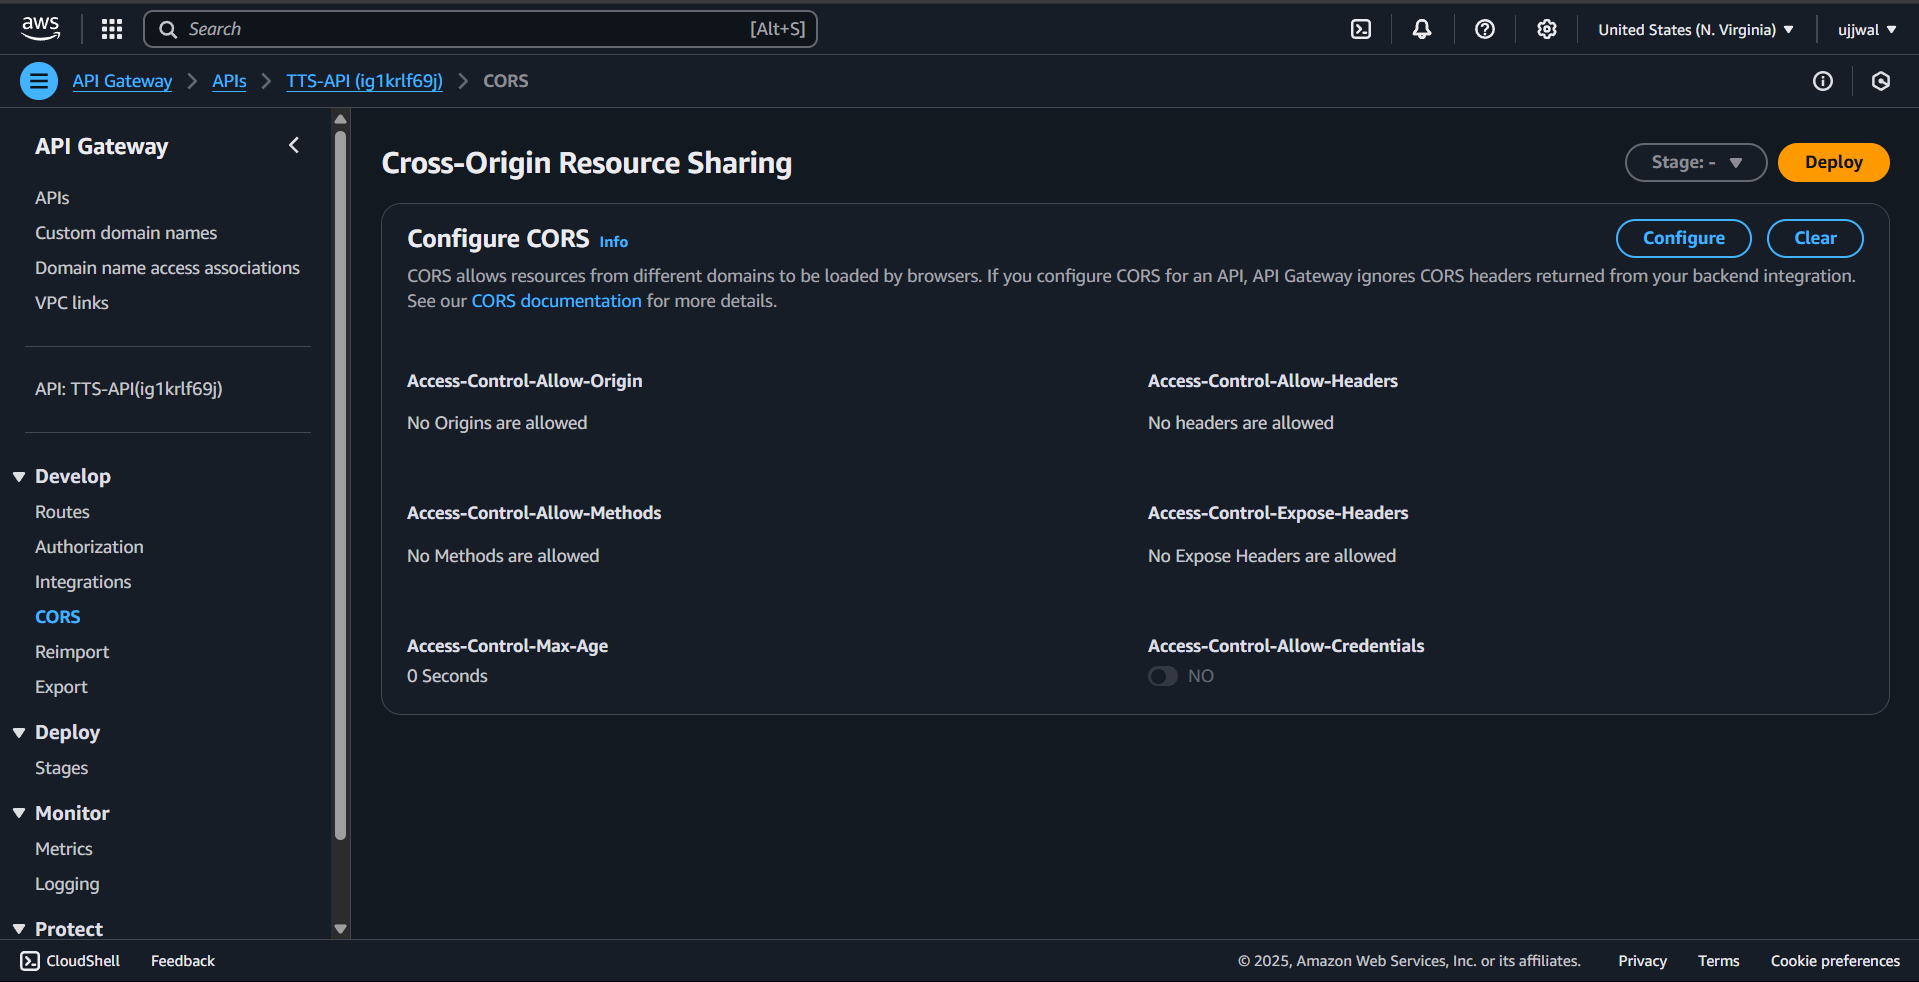 aws
Search [Alt+S]
United States (N. Virginia)
ujjwal
API Gateway
APIs
TTS-API (ig1krlf69j)
CORS
API Gateway
APIs
Custom domain names
Domain name access associations
VPC links
API: TTS-API(ig1krlf69j)
Develop
Routes
Authorization
Integrations
CORS
Reimport
Export
Deploy
Stages
Monitor
Metrics
Logging
Protect
Cross-Origin Resource Sharing
Stage: -
Deploy
Configure CORS Info
Configure
Clear
CORS allows resources from different domains to be loaded by browsers. If you configure CORS for an API, API Gateway ignores CORS headers returned from your backend integration.
See our CORS documentation for more details.
Access-Control-Allow-Origin
No Origins are allowed
Access-Control-Allow-Headers
No headers are allowed
Access-Control-Allow-Methods
No Methods are allowed
Access-Control-Expose-Headers
No Expose Headers are allowed
Access-Control-Max-Age
0 Seconds
Access-Control-Allow-Credentials
NO
CloudShell
Feedback
© 2025, Amazon Web Services, Inc. or its affiliates.
Privacy
Terms
Cookie preferences